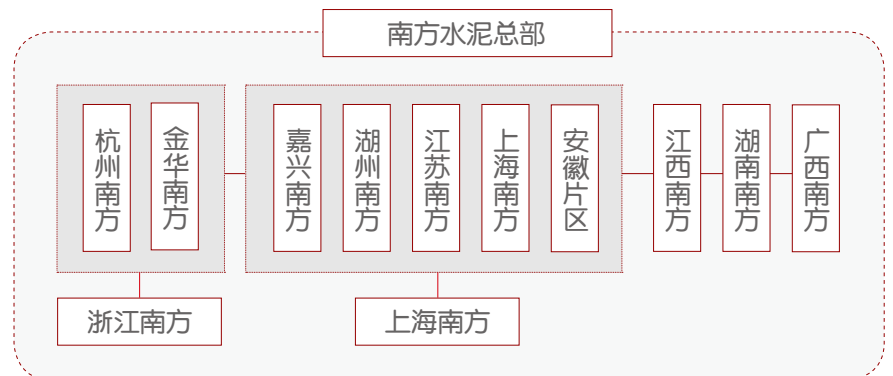 南方水泥总部
杭州南方
金华南方
嘉兴南方
湖州南方
江苏南方
上海南方
安徽片区
江西南方
湖南南方
广西南方
浙江南方
上海南方